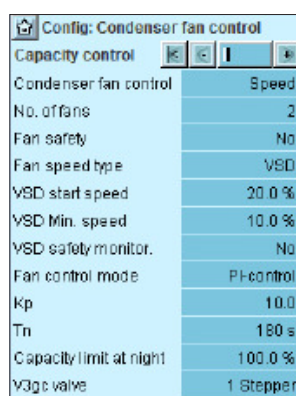 Config: Condenser fan control
Capacity control
Condenser fan control Speed
No. of fans 2
Fan safety No
Fan speed type VSD
VSD start speed 20.0 %
VSD Min. speed 10.0 %
VSD safety monitor. No
Fan control mode PI-control
Kp 10.0
Tn 180 s
Capacity limit at night 100.0 %
V3gc valve 1 Stepper